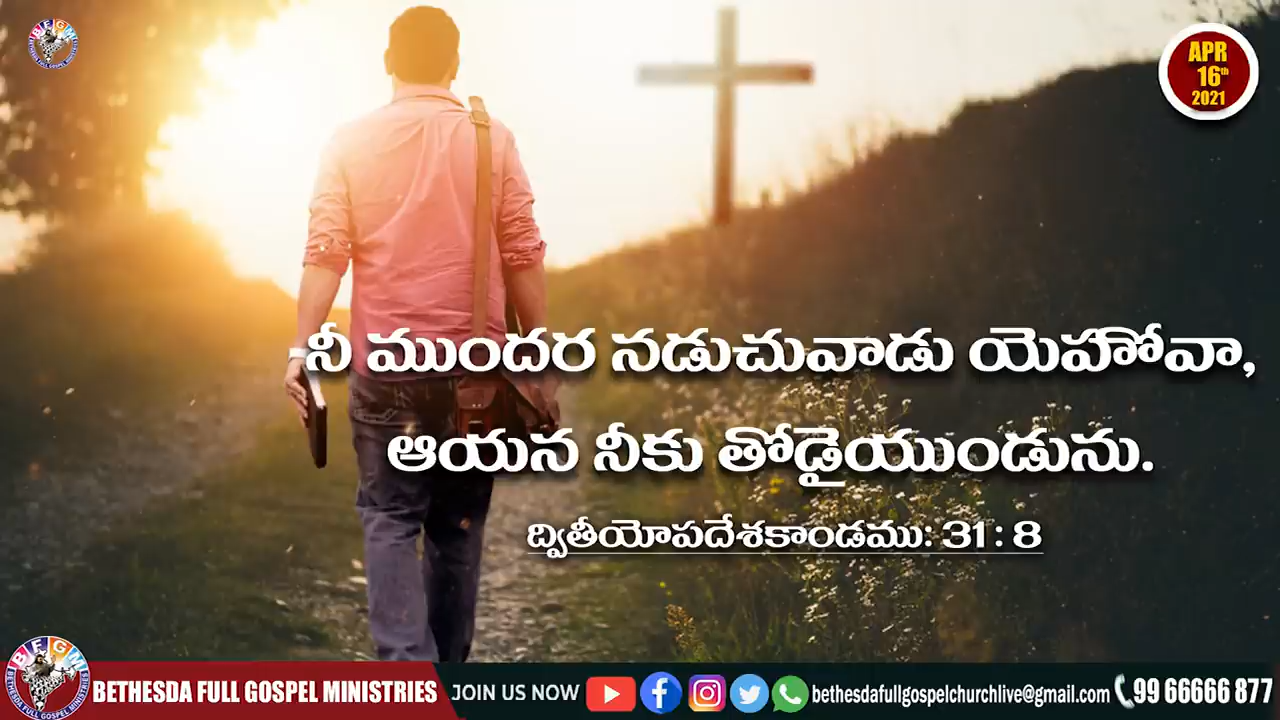 APR
16th
2021
నీ ముందర నడుచువాడు యెహోవా,
ఆయన నీకు తోడైయుండును.
ద్వితీయోపదేశకాండము: 31 : 8
BFGM
BETHESDA FULL GOSPEL MINISTRIES JOIN US NOW bethesdafullgospelchurchlive@gmail.com 99 66666 877